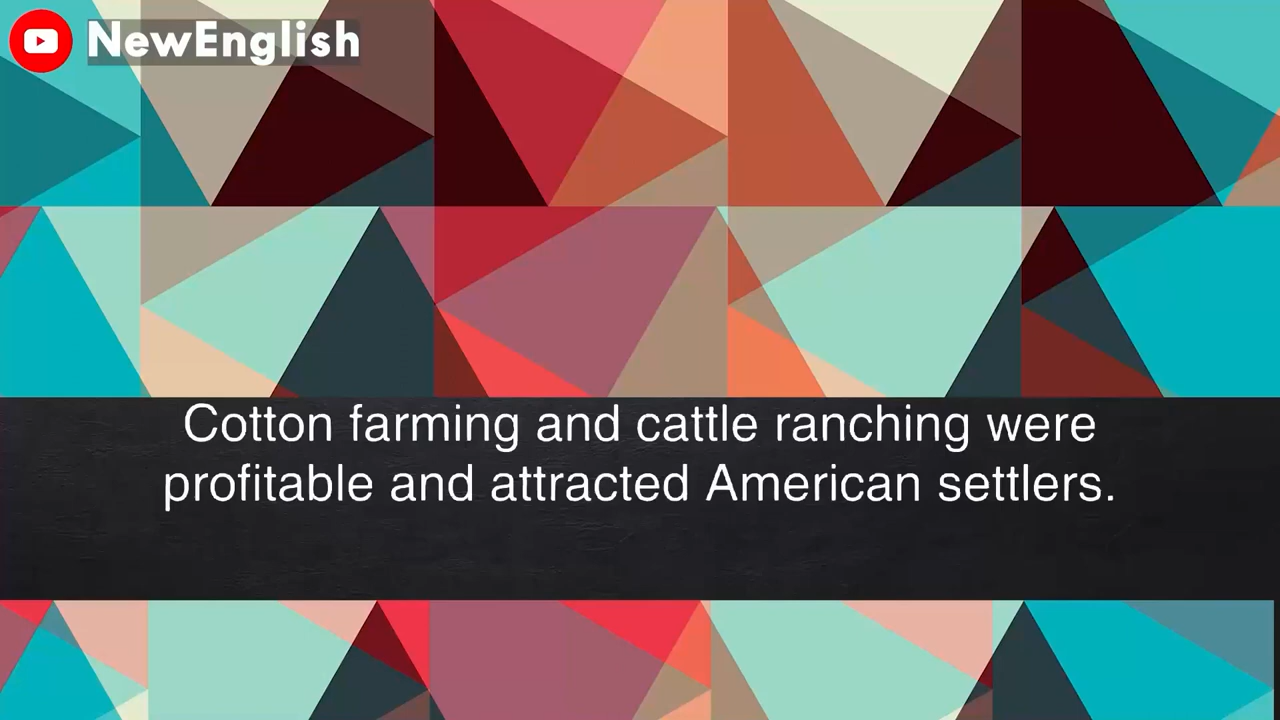 NewEnglish
Cotton farming and cattle ranching were
profitable and attracted American settlers.